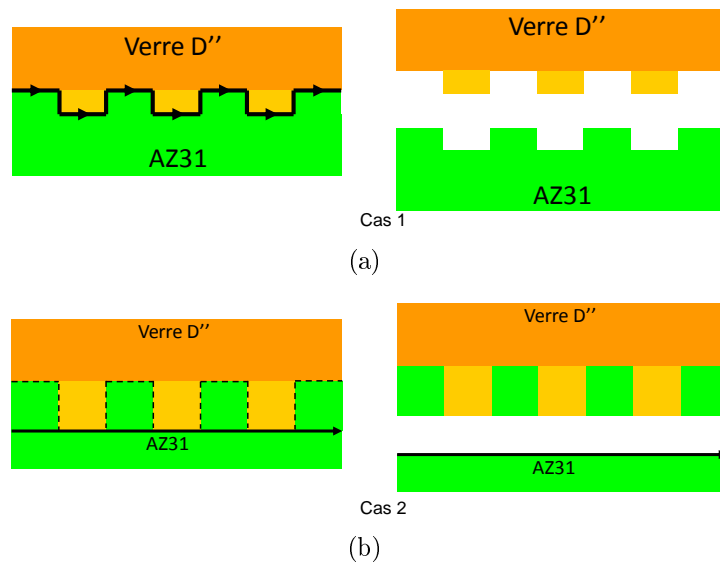 Verre D’’
Verre D’’
AZ31
AZ31
Cas 1
(a)
Verre D’’
Verre D’’
AZ31
AZ31
Cas 2
(b)